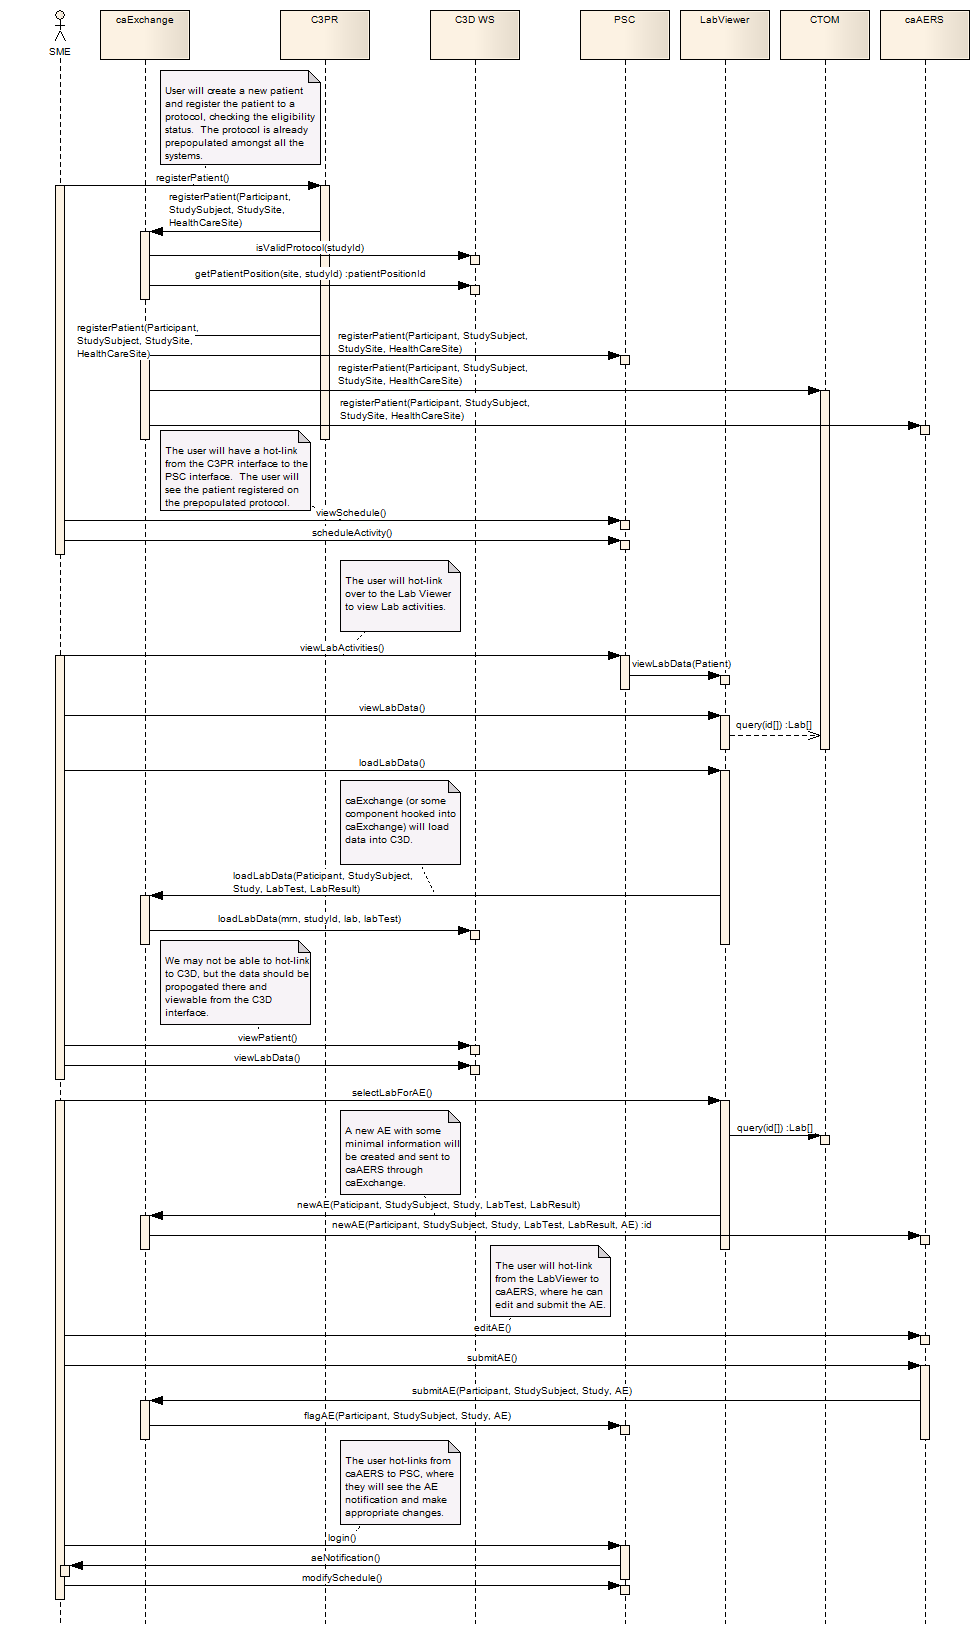 caExchange
C3PR
C3D WS
PSC
LabViewer
CTOM
caAERS
SME
User will create a new patient
and register the patient to a
protocol, checking the eligibility
status. The protocol is already
prepopulated amongst all the
systems.
registerPatient()
registerPatient(Participant,
StudySubject, StudySite,
HealthCareSite)
isValidProtocol(studyId)
getPatientPosition(site, studyId) :patientPositionId
registerPatient(Participant,
StudySubject, StudySite,
HealthCareSite)
registerPatient(Participant, StudySubject,
StudySite, HealthCareSite)
registerPatient(Participant, StudySubject,
StudySite, HealthCareSite)
registerPatient(Participant, StudySubject,
StudySite, HealthCareSite)
The user will have a hot-link
from the C3PR interface to the
PSC interface. The user will
see the patient registered on
the prepopulated protocol.
viewSchedule()
scheduleActivity()
The user will hot-link
over to the Lab Viewer
to view Lab activities.
viewLabActivities()
viewLabData(Patient)
viewLabData()
query(id[]) :Lab[]
loadLabData()
caExchange (or some
component hooked into
caExchange) will load
data into C3D.
loadLabData(Paticipant, StudySubject,
Study, LabTest, LabResult)
loadLabData(mrn, studyId, lab, labTest)
We may not be able to hot-link
to C3D, but the data should be
propogated there and
viewable from the C3D
interface.
viewPatient()
viewLabData()
selectLabForAE()
A new AE with some
minimal information will
be created and sent to
caAERS through
caExchange.
query(id[]) :Lab[]
newAE(Paticipant, StudySubject, Study, LabTest, LabResult)
newAE(Participant, StudySubject, Study, LabTest, LabResult, AE) :id
The user will hot-link
from the LabViewer to
caAERS, where he can
edit and submit the AE.
editAE()
submitAE()
submitAE(Participant, StudySubject, Study, AE)
flagAE(Participant, StudySubject, Study, AE)
The user hot-links from
caAERS to PSC, where
they will see the AE
notification and make
appropriate changes.
login()
aeNotification()
modifySchedule()